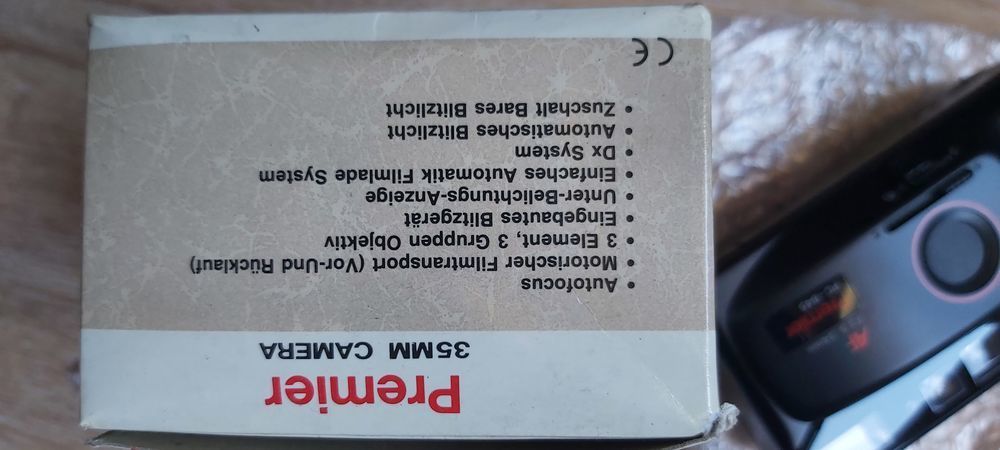 Premier
35MM CAMERA
• Autofocus
• Motorischer Filmtransport (Vor-Und Rücklauf)
• 3 Element, 3 Gruppen Objektiv
• Eingebautes Blitzgerät
• Unter-Belichtungs-Anzeige
• Einfaches Automatik Filmlade System
• Dx System
• Automatisches Blitzlicht
• Zuschalt Bares Blitzlicht
CE
Premier